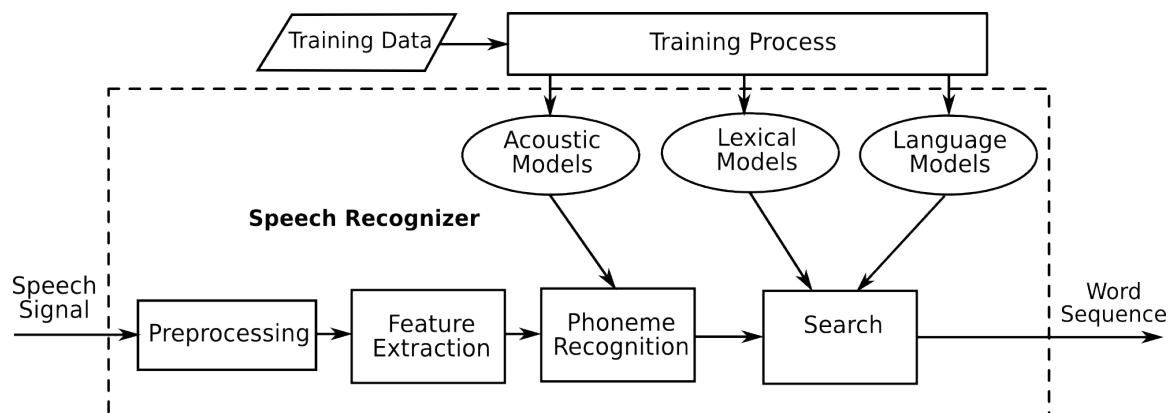 Training Data
Training Process
Acoustic
Models
Lexical
Models
Language
Models
Speech Recognizer
Speech
Signal
Preprocessing
Feature
Extraction
Phoneme
Recognition
Search
Word
Sequence